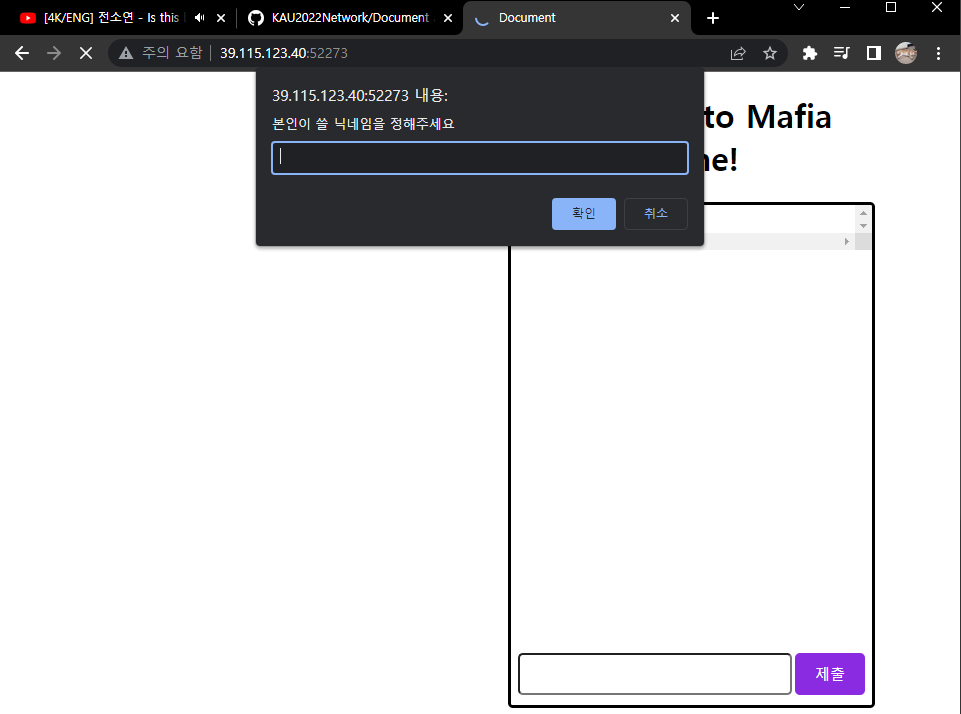 [4K/ENG] 전소연 - Is this
KAU2022Network/Document
Document
주의 요함
39.115.123.40:52273
39.115.123.40:52273 내용:
본인이 쓸 닉네임을 정해주세요
확인
취소
to Mafia
e!
제출